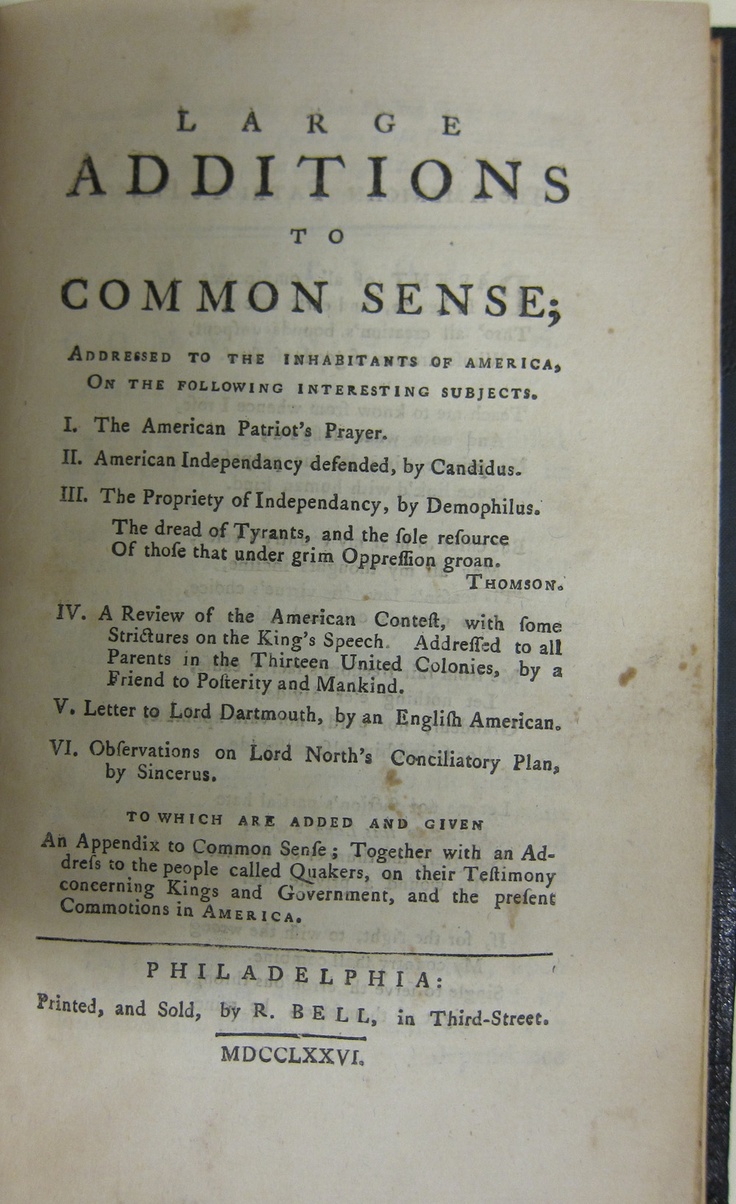 LARGE
ADDITIONS
TO
COMMON SENSE;
ADDRESSED TO THE INHABITANTS OF AMERICA,
ON THE FOLLOWING INTERESTING SUBJECTS.
I. The American Patriot's Prayer.
II. American Independancy defended, by Candidus.
III. The Propriety of Independancy, by Demophilus.
The dread of Tyrants, and the ſole reſource
Of thoſe that under grim Oppreſſion groan.
THOMSON.
IV. A Review of the American Conteſt, with ſome
Strictures on the King's Speech. Addreſſed to all
Parents in the Thirteen United Colonies, by a
Friend to Poſterity and Mankind.
V. Letter to Lord Dartmouth, by an Engliſh American.
VI. Obſervations on Lord North's Conciliatory Plan,
by Sincerus.
TO WHICH ARE ADDED AND GIVEN
An Appendix to Common Senſe; Together with an Ad-
dreſs to the people called Quakers, on their Teſtimony
concerning Kings and Government, and the preſent
Commotions in AMERICA.
PHILADELPHIA:
Printed, and Sold, by R. BELL, in Third-Street.
MDCCLXXVI.